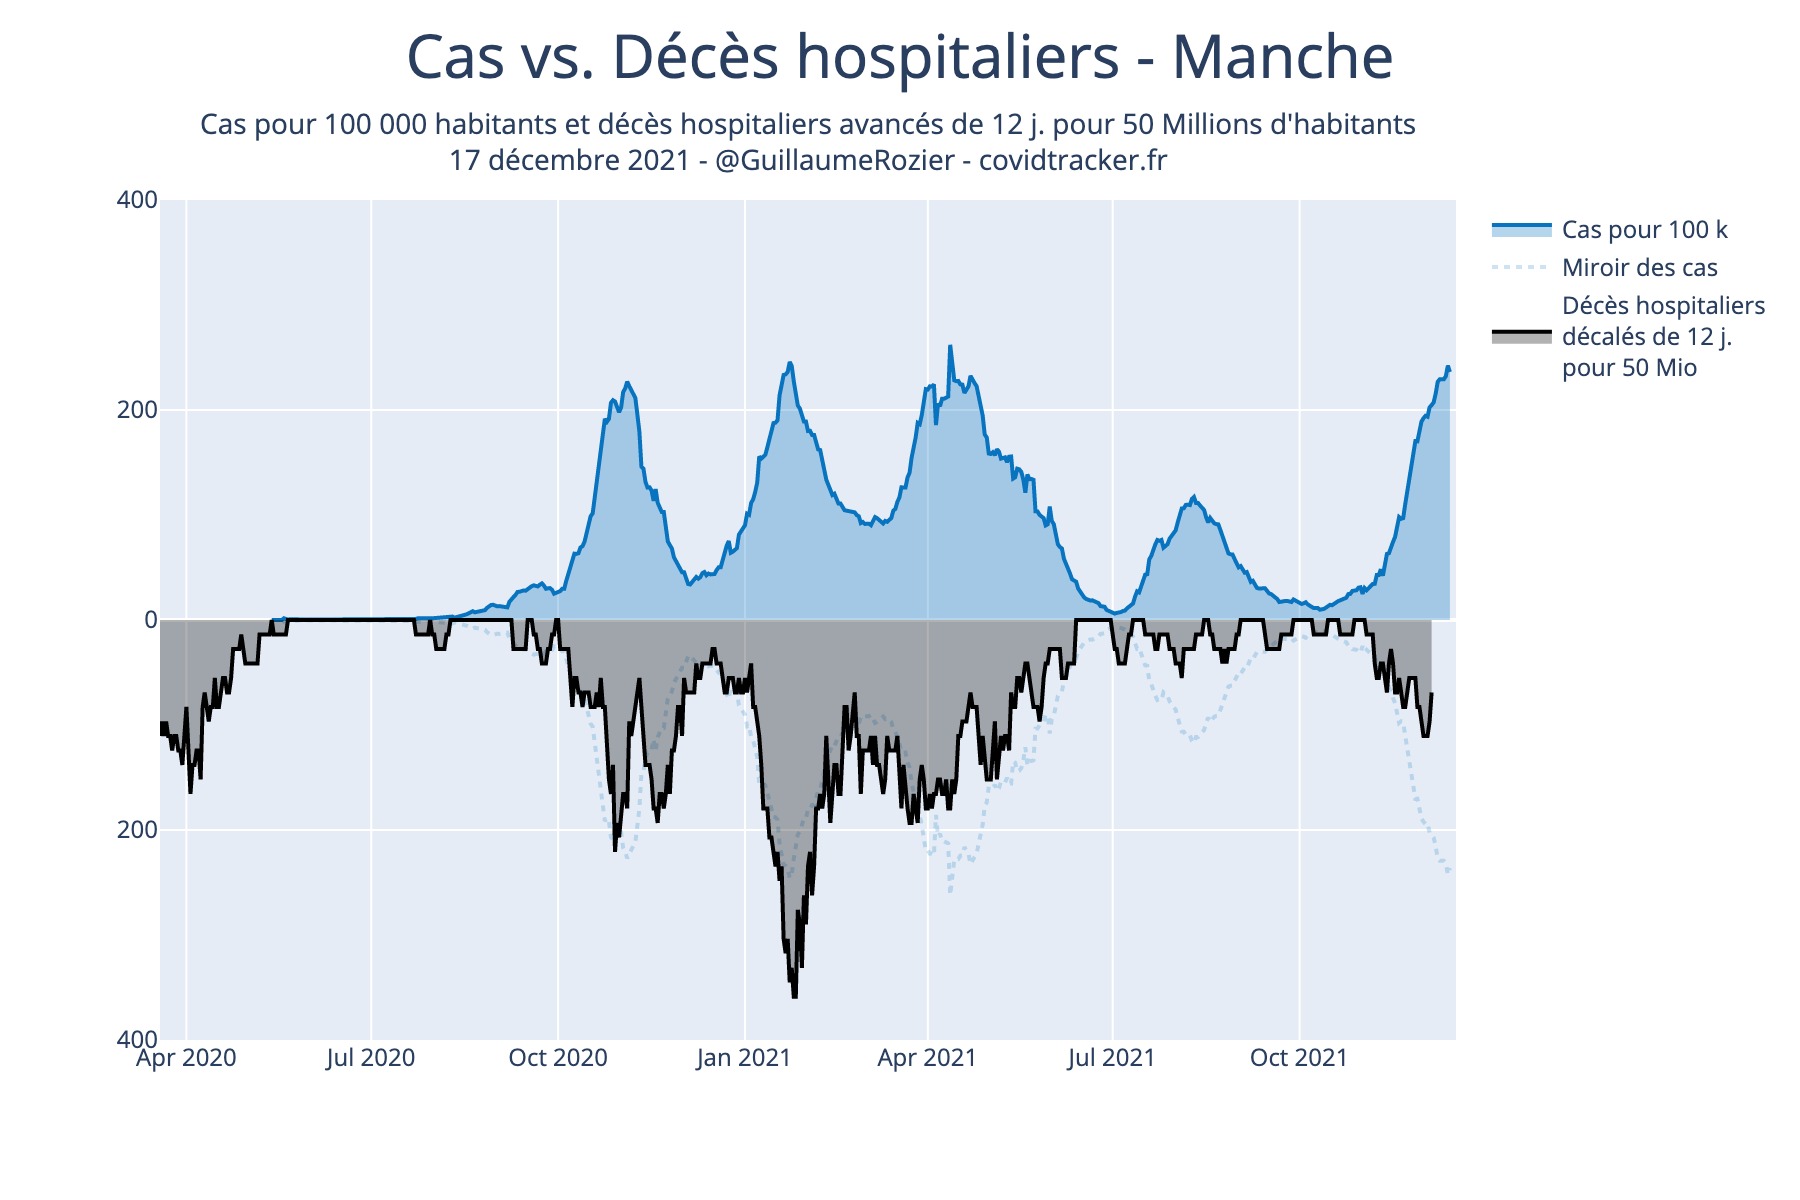 Cas vs. Décès hospitaliers - Manche
Cas pour 100 000 habitants et décès hospitaliers avancés de 12 j. pour 50 Millions d'habitants
17 décembre 2021 - @GuillaumeRozier - covidtracker.fr
400
200
0
200
400
Apr 2020
Jul 2020
Oct 2020
Jan 2021
Apr 2021
Jul 2021
Oct 2021
Cas pour 100 k
Miroir des cas
Décès hospitaliers
décalés de 12 j.
pour 50 Mio